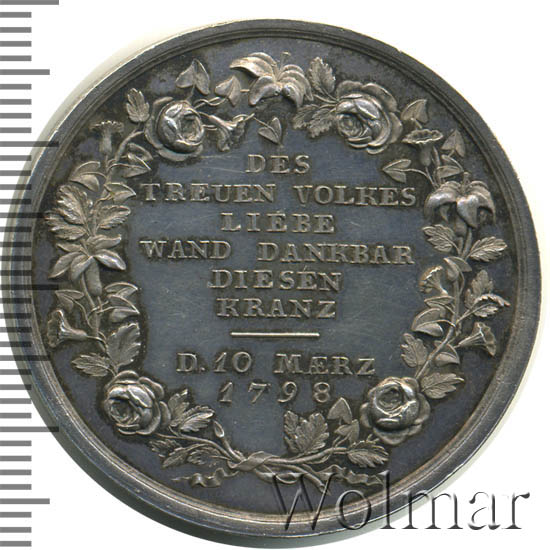 DES
TREUEN VOLKES
LIEBE
WAND DANKBAR
DIESEN
KRANZ
D. 10 MÆRZ
1798
Wolmar